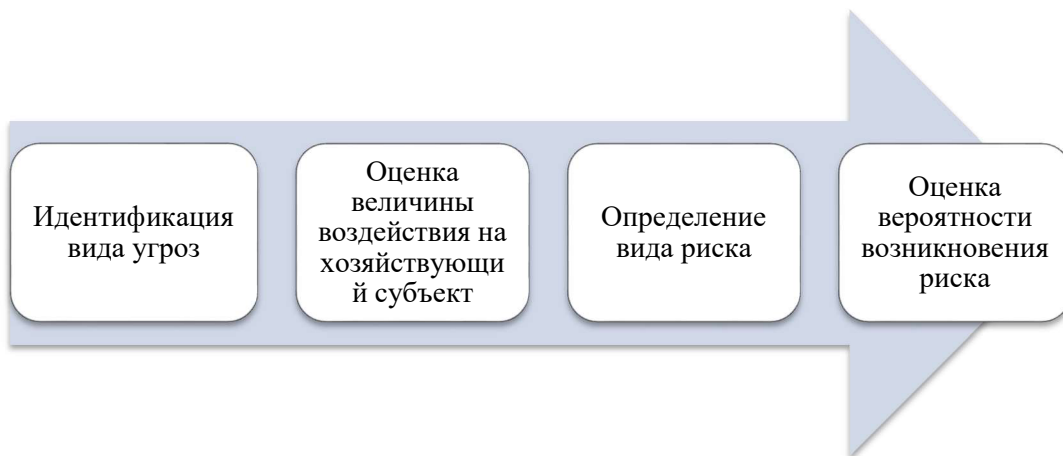 Идентификация
вида угроз
Оценка
величины
воздействия на
хозяйствующи
й субъект
Определение
вида риска
Оценка
вероятности
возникновения
риска